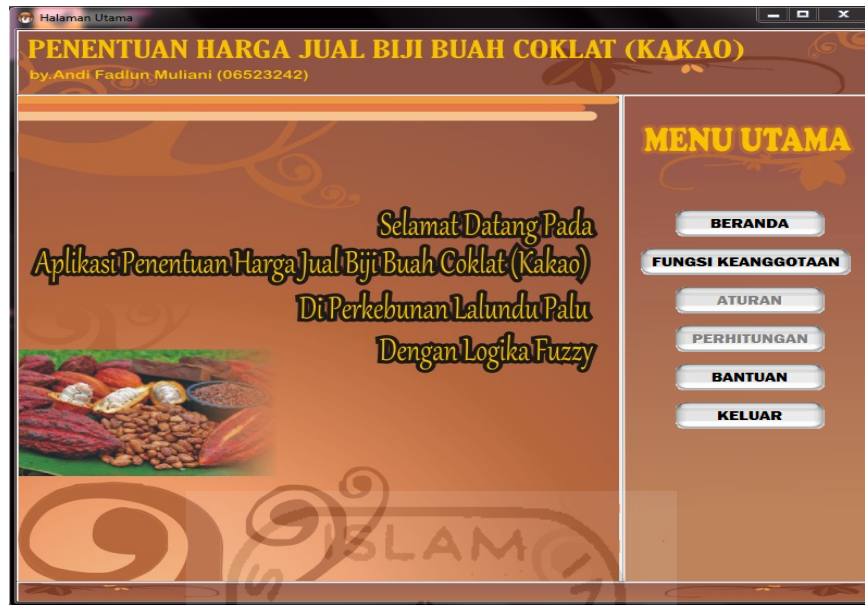 Halaman Utama
PENENTUAN HARGA JUAL BIJI BUAH COKLAT (KAKAO)
by.Andi Fadlun Muliani (06523242)
Selamat Datang Pada
Aplikasi Penentuan Harga Jual Biji Buah Coklat (Kakao)
Di Perkebunan Lalundu Palu
Dengan Logika Fuzzy
MENU UTAMA
BERANDA
FUNGSI KEANGGOTAAN
ATURAN
PERHITUNGAN
BANTUAN
KELUAR
ISLAM